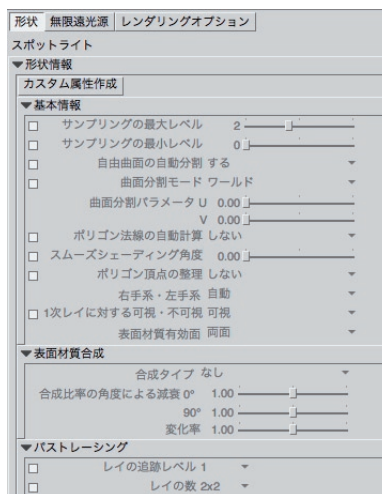 形状 無限遠光源 レンダリングオプション
スポットライト
▼形状情報
カスタム属性作成
▼基本情報
サンプリングの最大レベル 2
サンプリングの最小レベル 0
自由曲面の自動分割 する
曲面分割モード ワールド
曲面分割パラメータ U 0.00
V 0.00
ポリゴン法線の自動計算 しない
スムーズシェーディング角度 0.00
ポリゴン頂点の整理 しない
右手系・左手系 自動
1次レイに対する可視・不可視 可視
表面材質有効面 両面
▼表面材質合成
合成タイプ なし
合成比率の角度による減衰 0° 1.00
90° 1.00
変化率 1.00
▼パストレーシング
レイの追跡レベル 1
レイの数 2x2